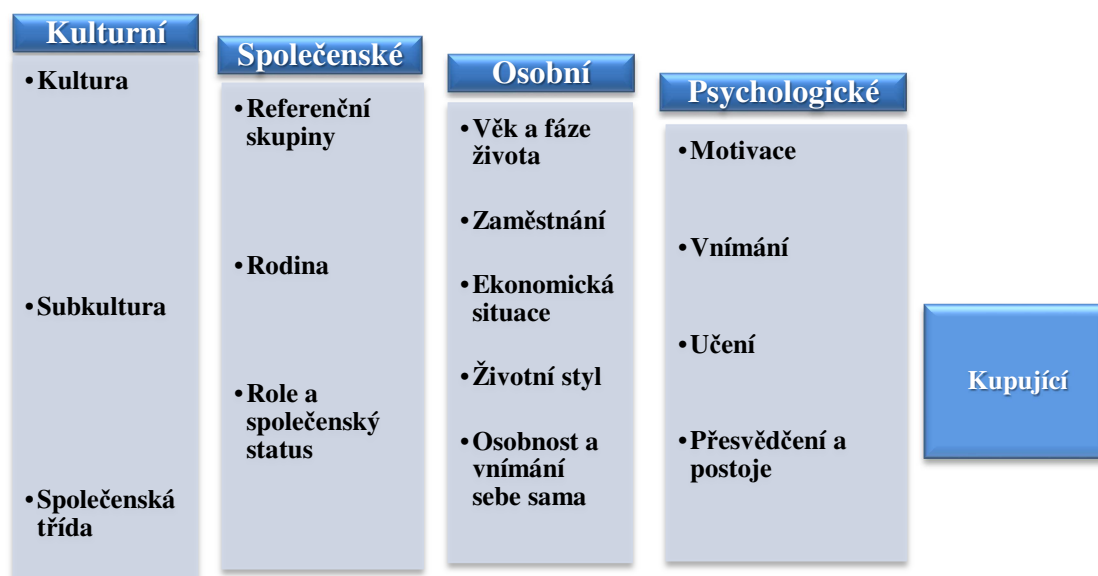 Kulturní
• Kultura
• Subkultura
• Společenská
třída
Společenské
• Referenční
skupiny
• Rodina
• Role a
společenský
status
Osobní
• Věk a fáze
života
• Zaměstnání
• Ekonomická
situace
• Životní styl
• Osobnost a
vnímání
sebe sama
Psychologické
• Motivace
• Vnímání
• Učení
• Přesvědčení a
postoje
Kupující